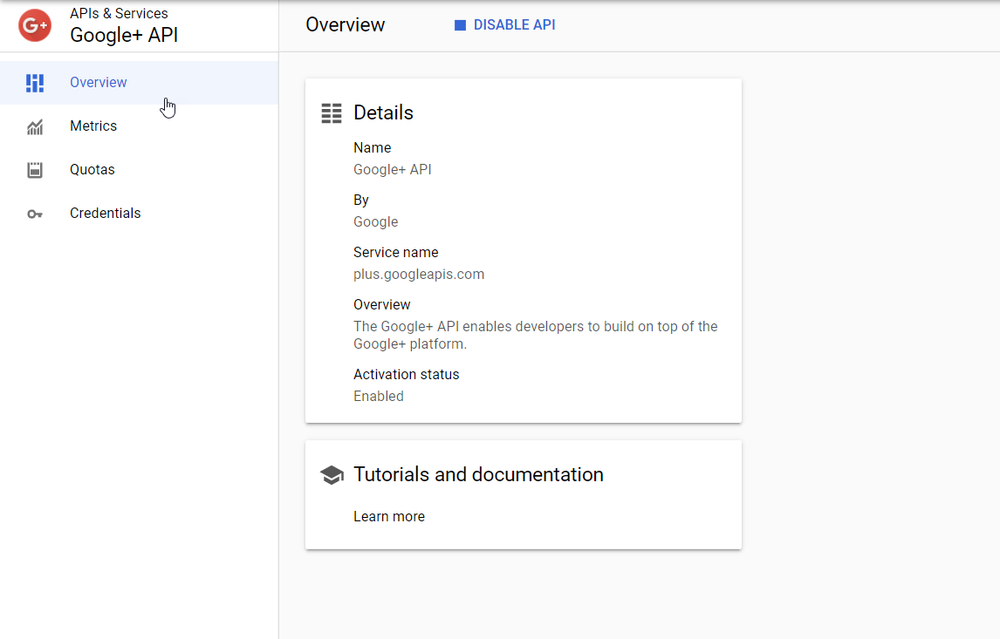 G+
APIs & Services
Google+ API
Overview
DISABLE API
Overview
Metrics
Quotas
Credentials
Details
Name
Google+ API
By
Google
Service name
plus.googleapis.com
Overview
The Google+ API enables developers to build on top of the
Google+ platform.
Activation status
Enabled
Tutorials and documentation
Learn more